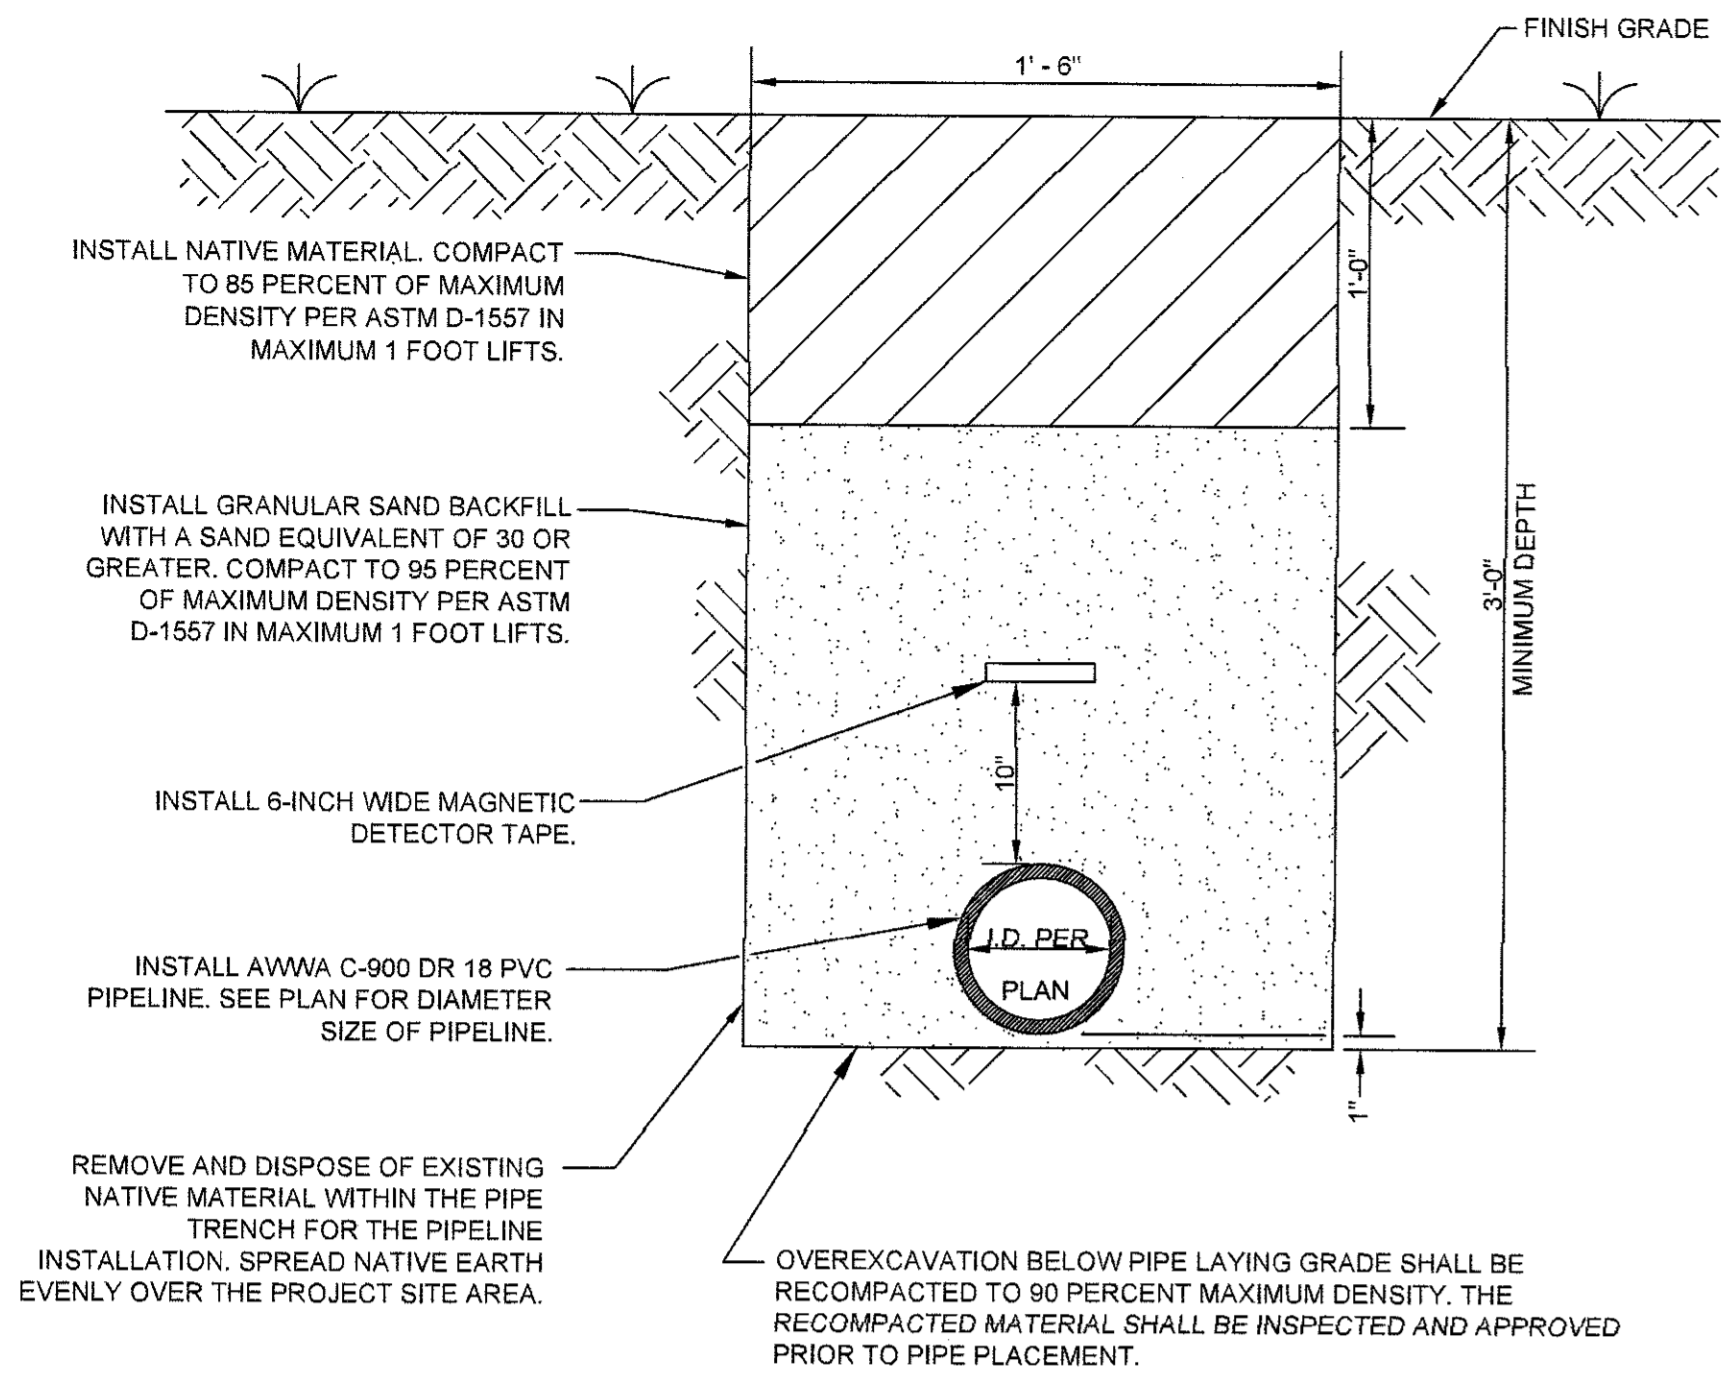 FINISH GRADE
1' - 6"
INSTALL NATIVE MATERIAL. COMPACT
TO 85 PERCENT OF MAXIMUM
DENSITY PER ASTM D-1557 IN
MAXIMUM 1 FOOT LIFTS.
1'-0"
INSTALL GRANULAR SAND BACKFILL
WITH A SAND EQUIVALENT OF 30 OR
GREATER. COMPACT TO 95 PERCENT
OF MAXIMUM DENSITY PER ASTM
D-1557 IN MAXIMUM 1 FOOT LIFTS.
3'-0"
MINIMUM DEPTH
10"
INSTALL 6-INCH WIDE MAGNETIC
DETECTOR TAPE.
I.D. PER
PLAN
INSTALL AWWA C-900 DR 18 PVC
PIPELINE. SEE PLAN FOR DIAMETER
SIZE OF PIPELINE.
1"
REMOVE AND DISPOSE OF EXISTING
NATIVE MATERIAL WITHIN THE PIPE
TRENCH FOR THE PIPELINE
INSTALLATION. SPREAD NATIVE EARTH
EVENLY OVER THE PROJECT SITE AREA.
OVEREXCAVATION BELOW PIPE LAYING GRADE SHALL BE
RECOMPACTED TO 90 PERCENT MAXIMUM DENSITY. THE
RECOMPACTED MATERIAL SHALL BE INSPECTED AND APPROVED
PRIOR TO PIPE PLACEMENT.